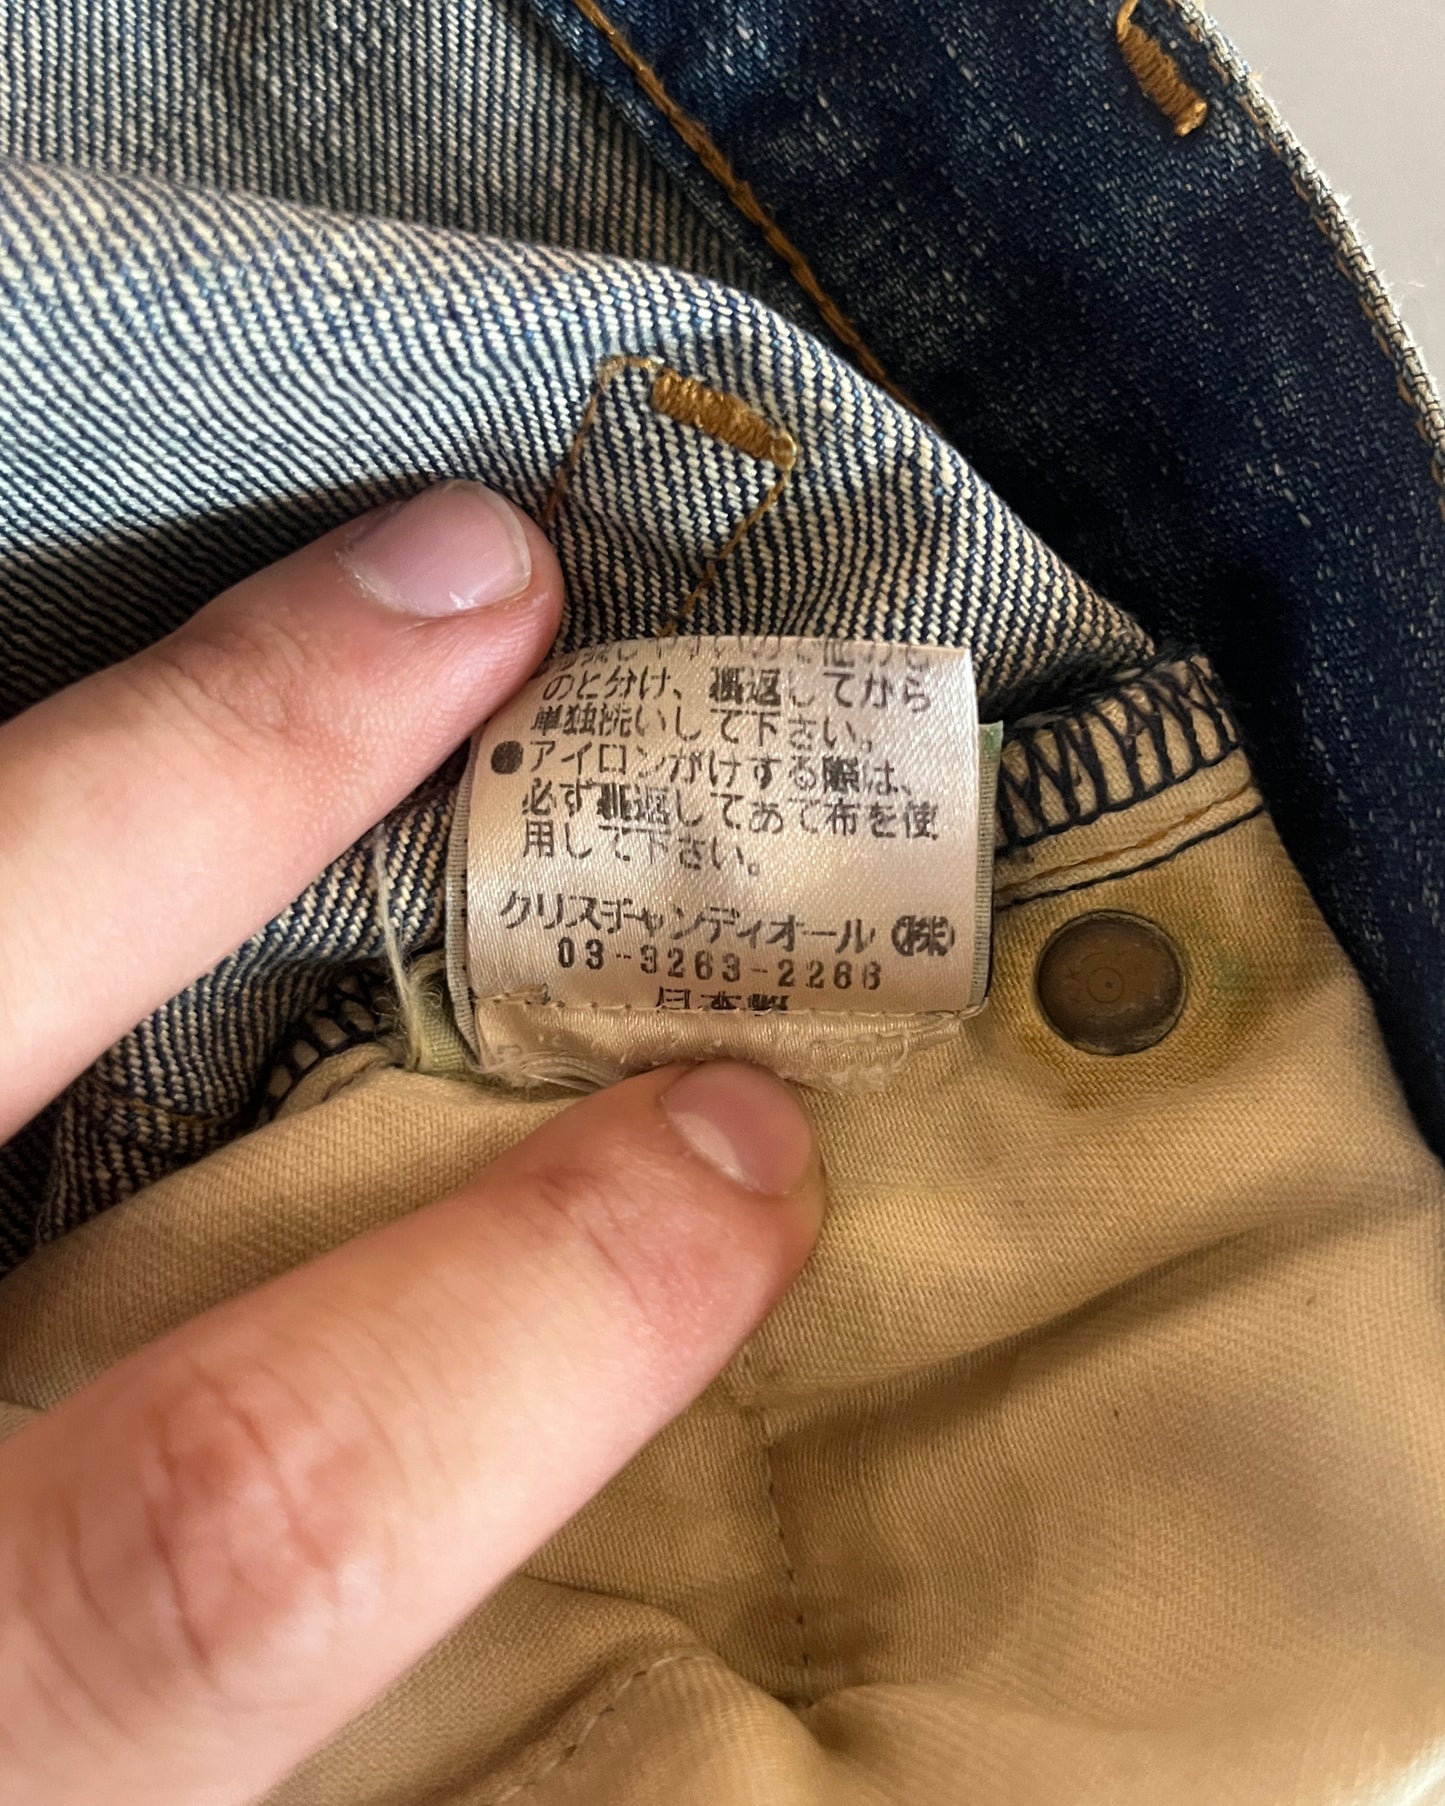 のと分け、裏返してから
単独洗いして下さい。
●アイロンがけする際は、
必ず裏返してあて布を使
用して下さい。
クリスチャンディオール㈱
03-3263-2266
日本製